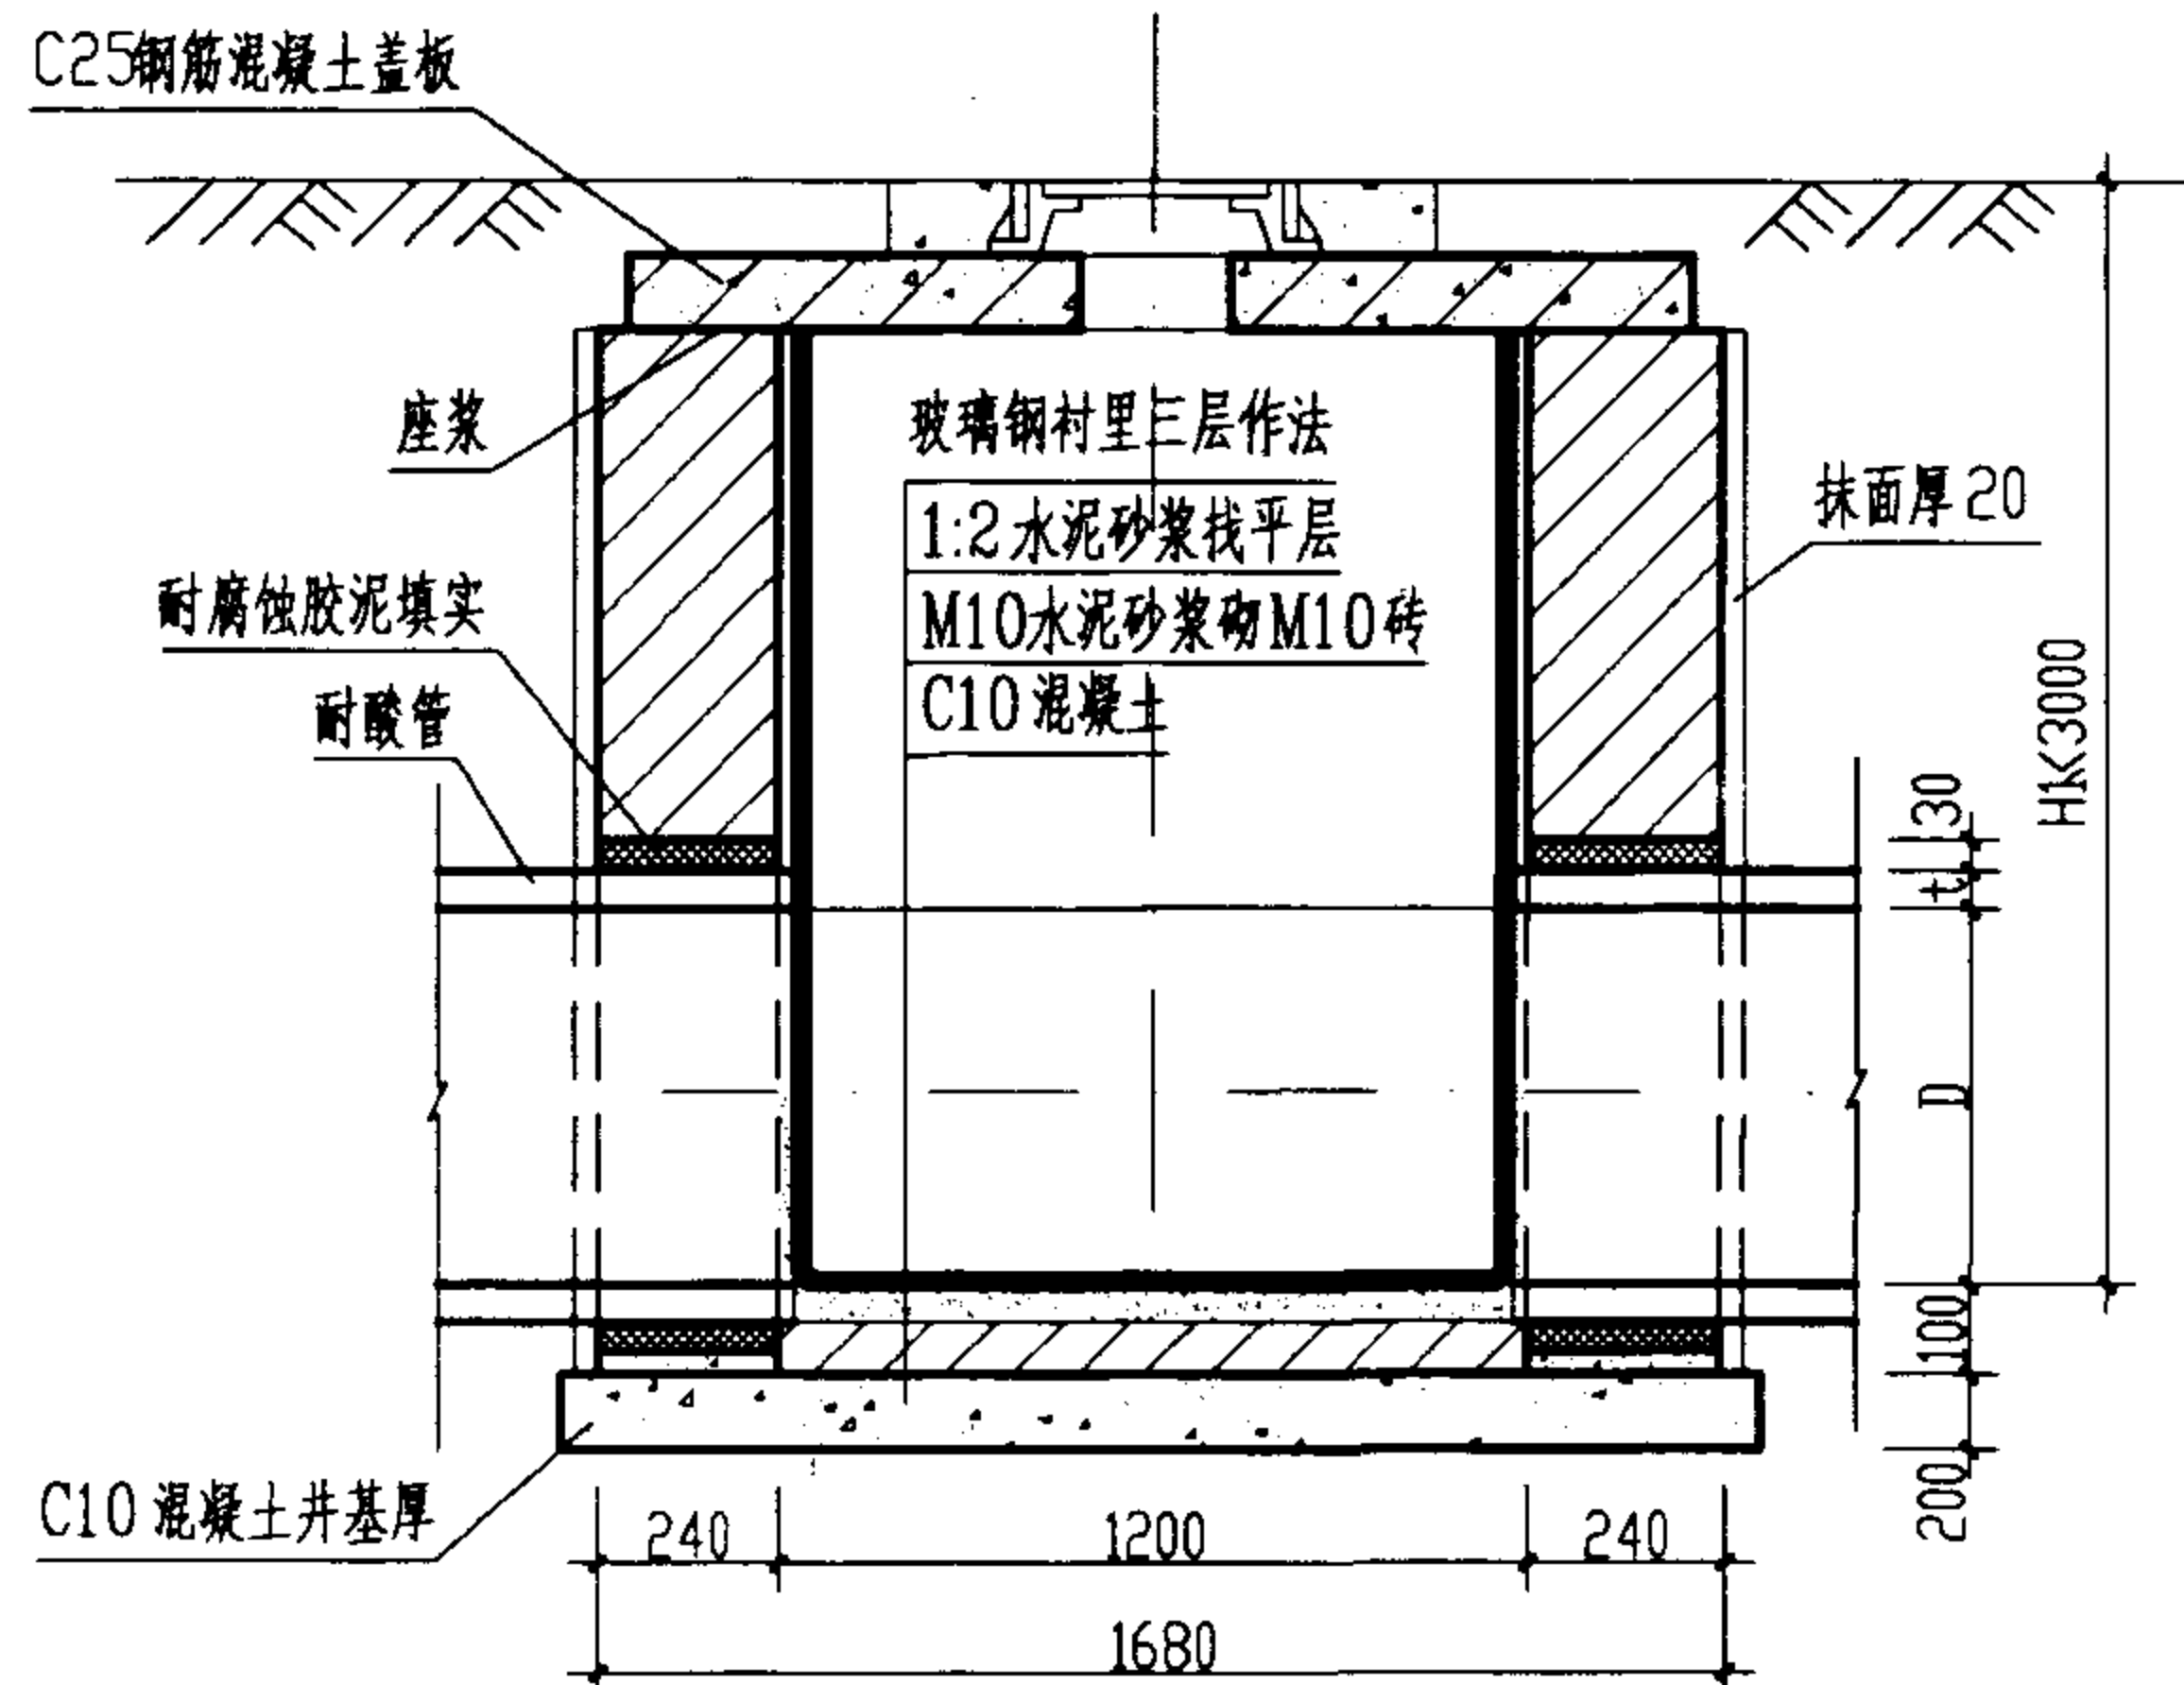 C25钢筋混凝土盖板
座浆
玻璃钢衬里三层作法
1:2水泥砂浆找平层
M10水泥砂浆砌M10砖
C10混凝土
抹面厚20
耐腐蚀胶泥填实
耐酸管
H1<3000
30
t
D
100
200
C10混凝土井基厚
240
1200
240
1680